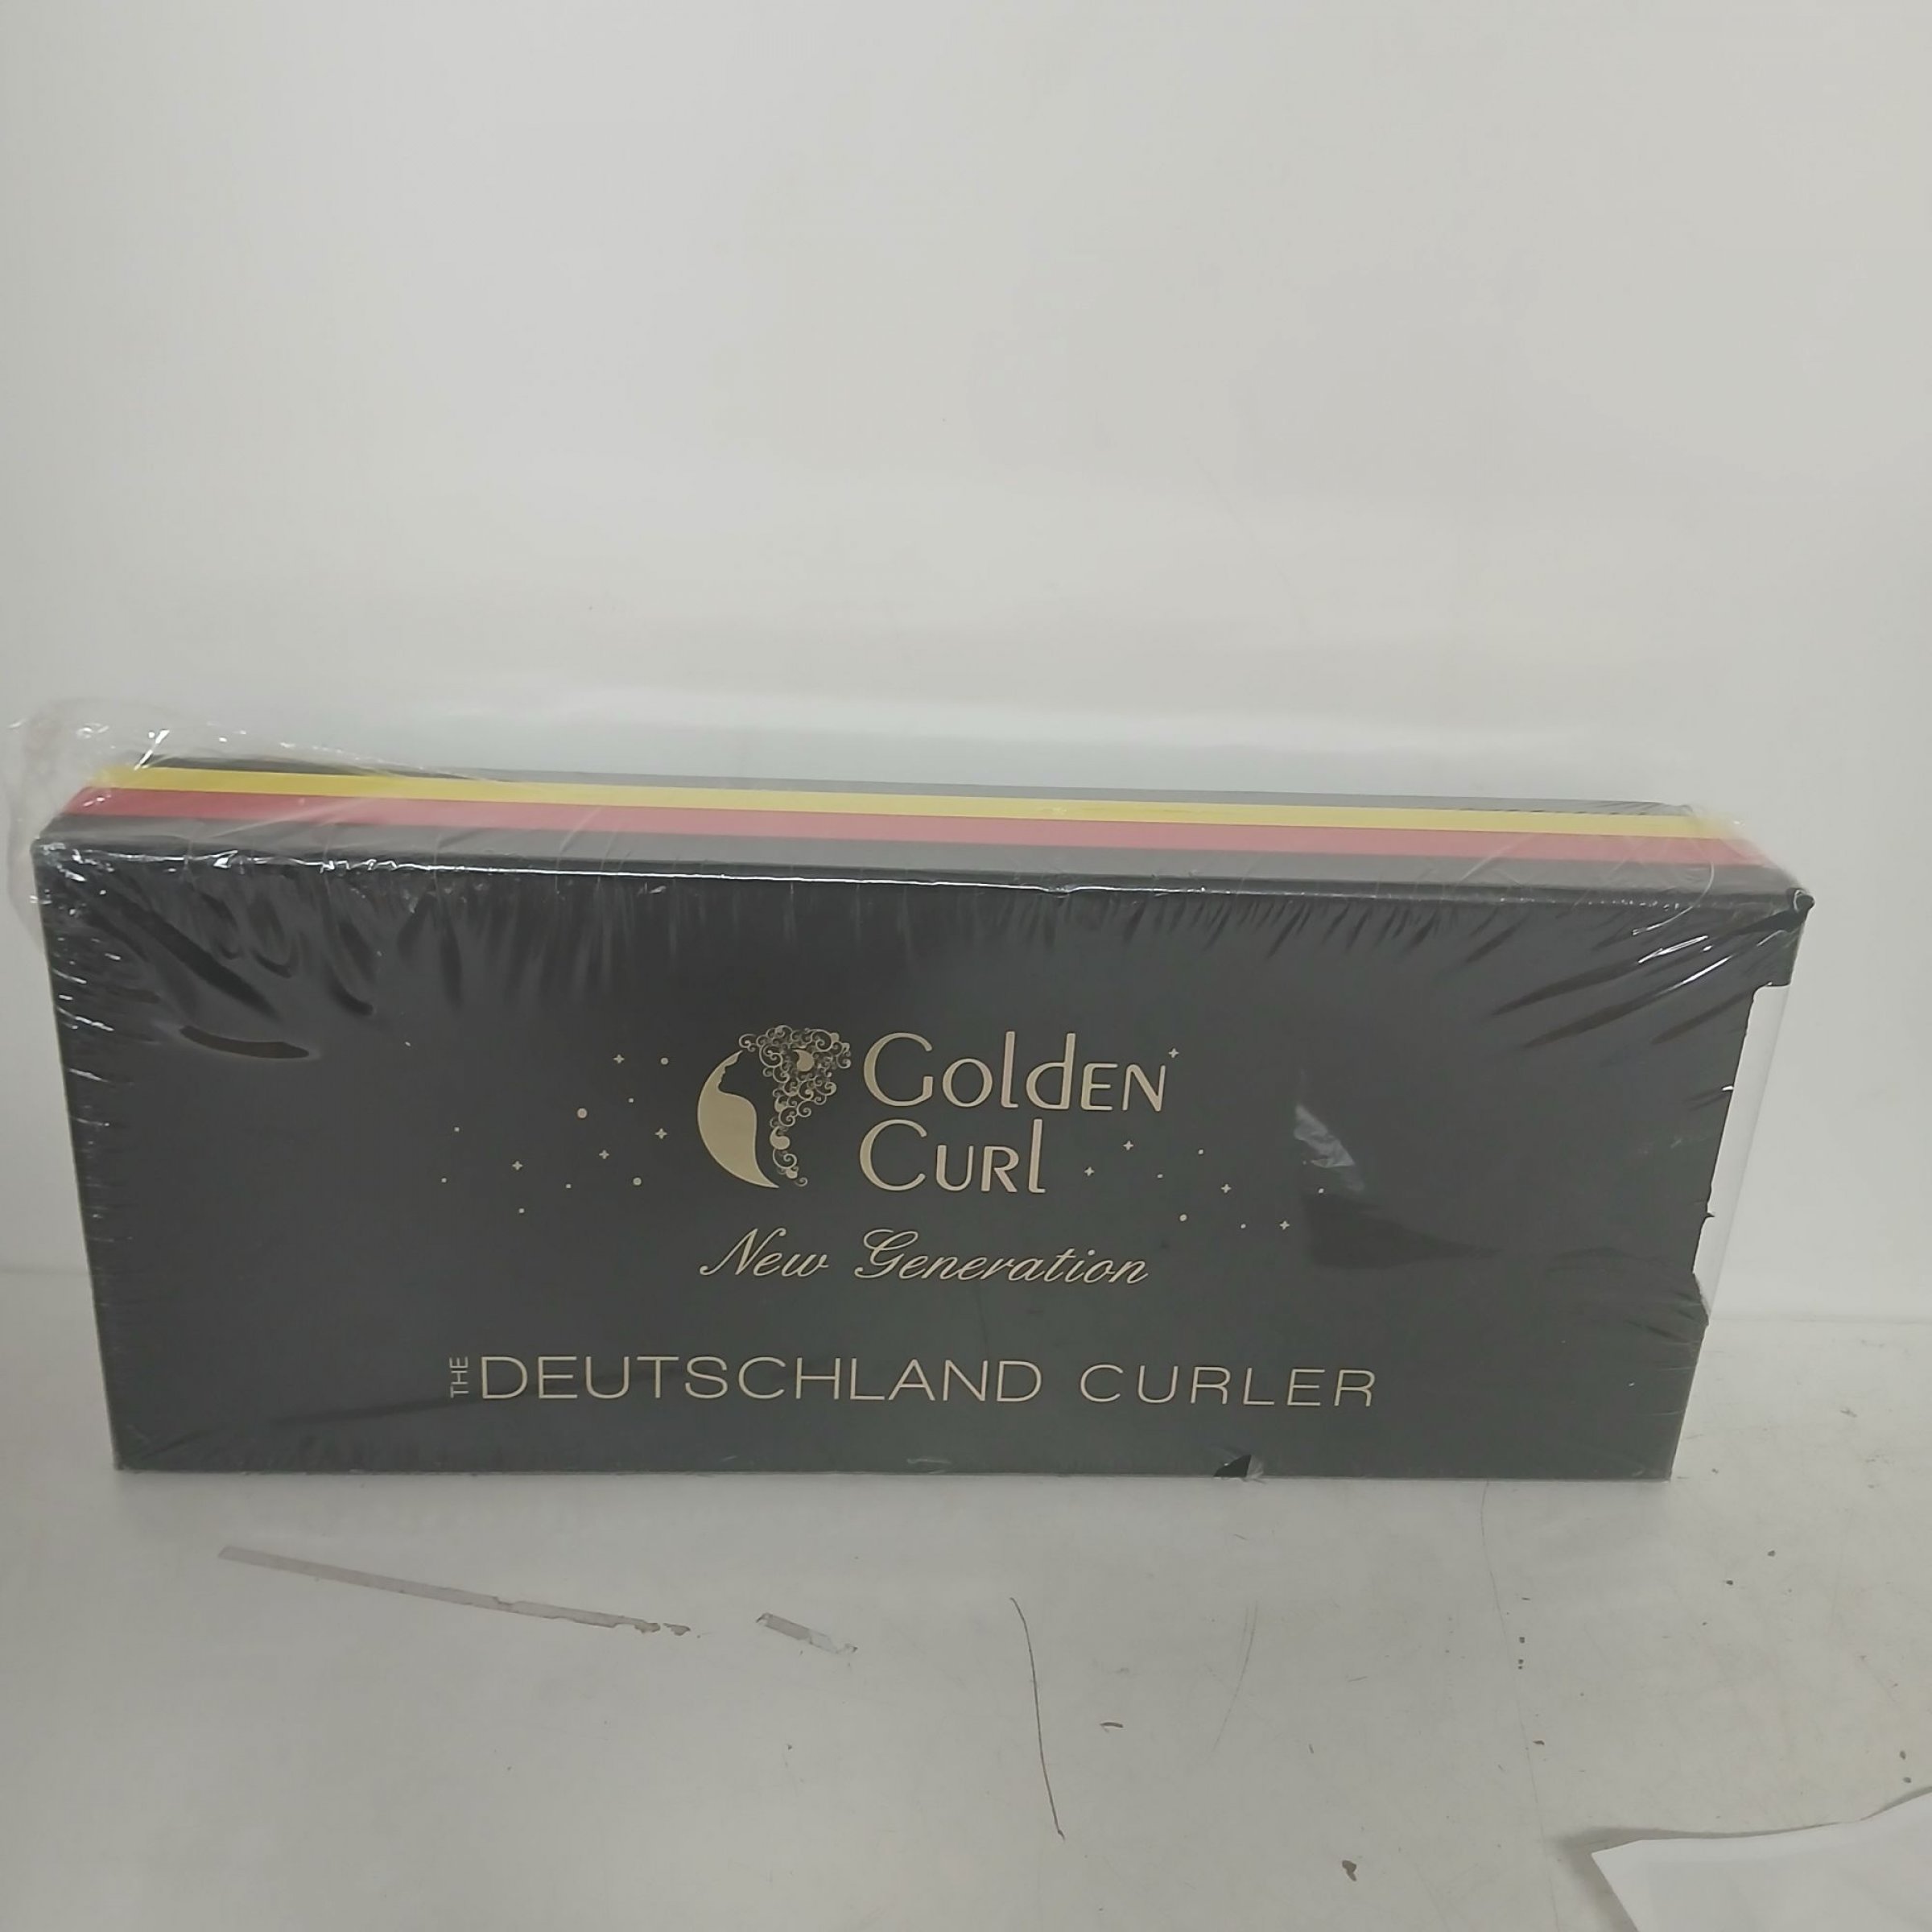 Golden
Curl
New Generation
THE DEUTSCHLAND CURLER